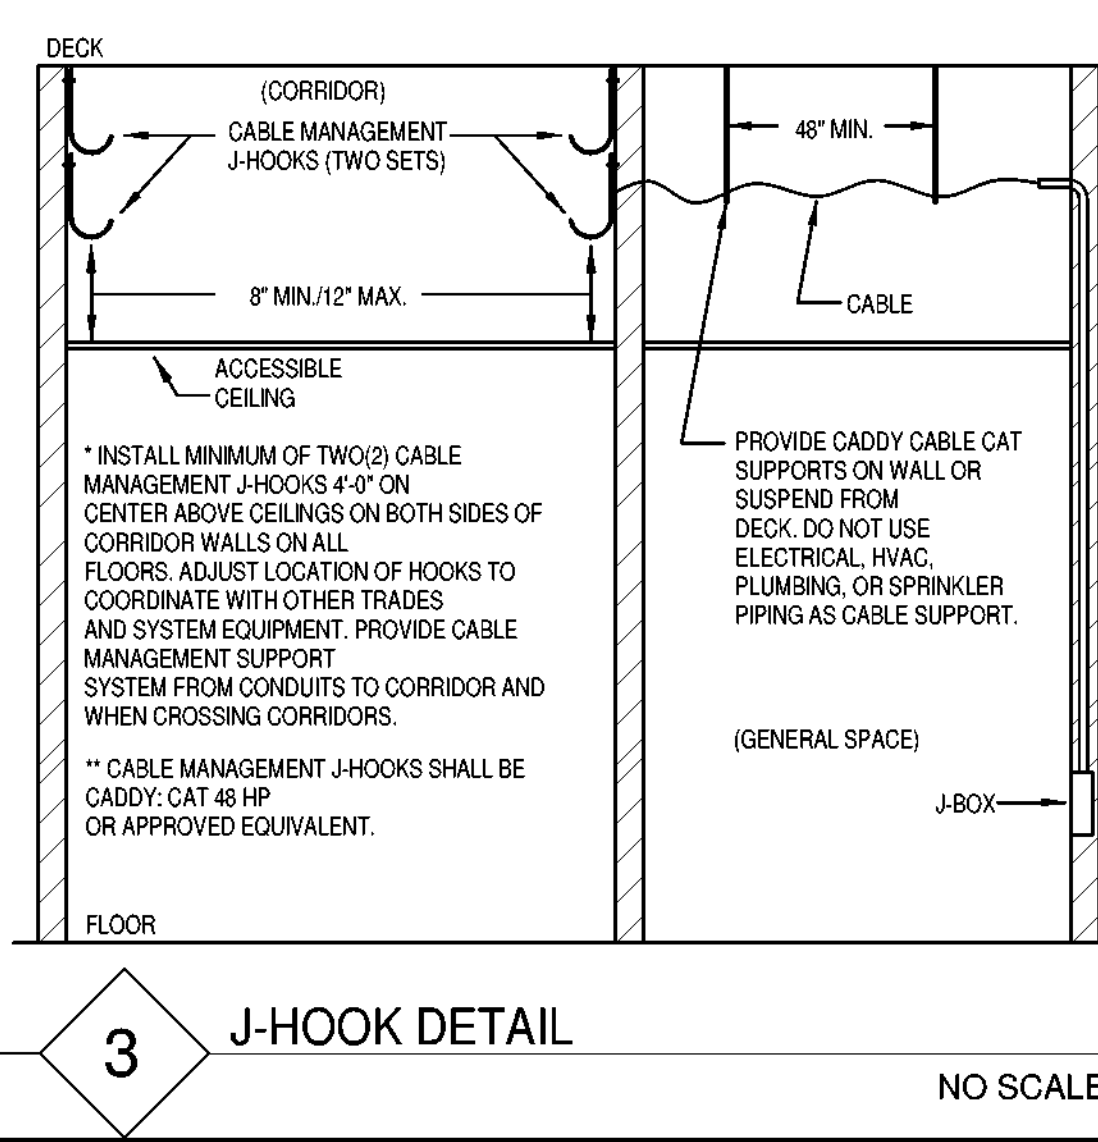 DECK
(CORRIDOR)
CABLE MANAGEMENT
J-HOOKS (TWO SETS)
48" MIN.
8" MIN./12" MAX.
CABLE
ACCESSIBLE
CEILING
* INSTALL MINIMUM OF TWO(2) CABLE
MANAGEMENT J-HOOKS 4'-0" ON
CENTER ABOVE CEILINGS ON BOTH SIDES OF
CORRIDOR WALLS ON ALL
FLOORS. ADJUST LOCATION OF HOOKS TO
COORDINATE WITH OTHER TRADES
AND SYSTEM EQUIPMENT. PROVIDE CABLE
MANAGEMENT SUPPORT
SYSTEM FROM CONDUITS TO CORRIDOR AND
WHEN CROSSING CORRIDORS.
** CABLE MANAGEMENT J-HOOKS SHALL BE
CADDY: CAT 48 HP
OR APPROVED EQUIVALENT.
PROVIDE CADDY CABLE CAT
SUPPORTS ON WALL OR
SUSPEND FROM
DECK. DO NOT USE
ELECTRICAL, HVAC,
PLUMBING, OR SPRINKLER
PIPING AS CABLE SUPPORT.
(GENERAL SPACE)
J-BOX
FLOOR
3
J-HOOK DETAIL
NO SCALE